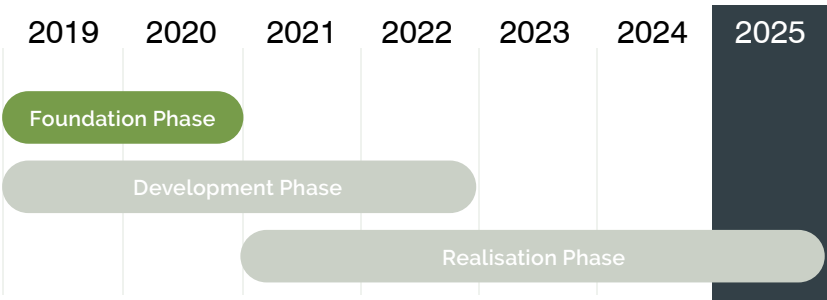 2019 2020 2021 2022 2023 2024 2025
Foundation Phase
Development Phase
Realisation Phase